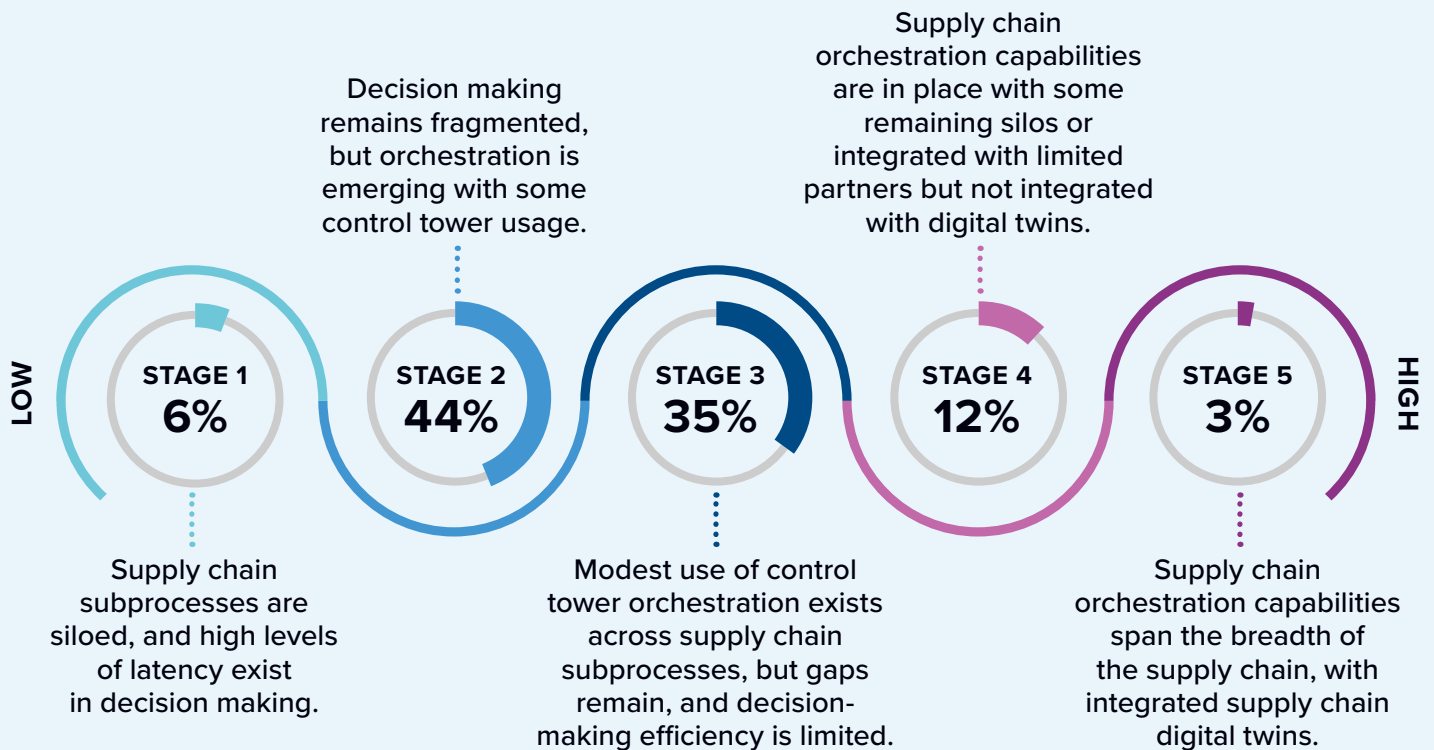 LOW
STAGE 1
6%
Supply chain
subprocesses are
siloed, and high levels
of latency exist
in decision making.
Decision making
remains fragmented,
but orchestration is
emerging with some
control tower usage.
STAGE 2
44%
STAGE 3
35%
Modest use of control
tower orchestration exists
across supply chain
subprocesses, but gaps
remain, and decision-
making efficiency is limited.
Supply chain
orchestration capabilities
are in place with some
remaining silos or
integrated with limited
partners but not integrated
with digital twins.
STAGE 4
12%
STAGE 5
3%
Supply chain
orchestration capabilities
span the breadth of
the supply chain, with
integrated supply chain
digital twins.
HIGH